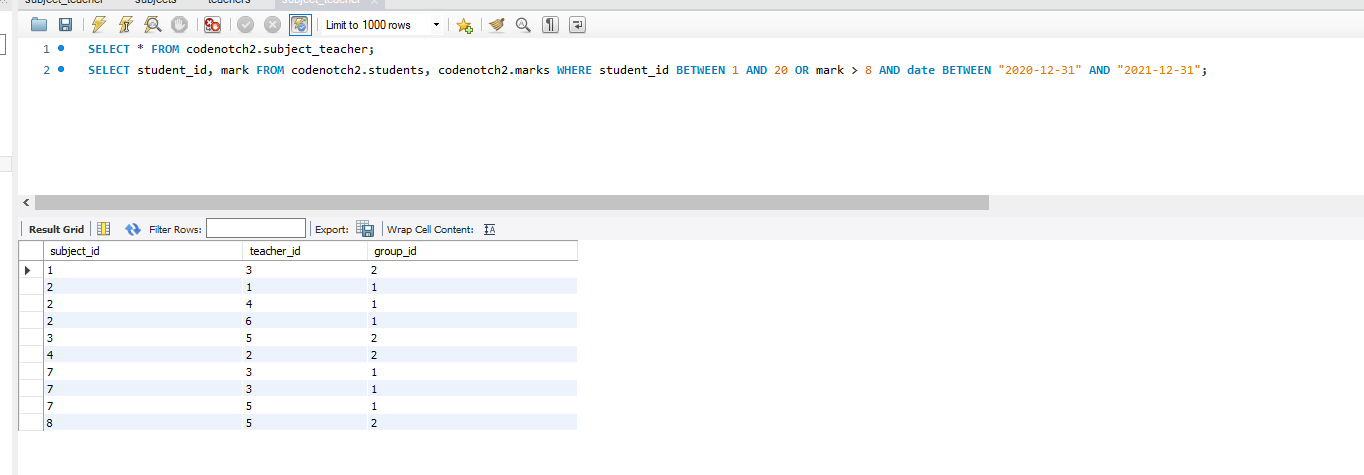 subject_teacher subjects teachers subject_teacher
Limit to 1000 rows
1 SELECT * FROM codenotch2.subject_teacher;
2 SELECT student_id, mark FROM codenotch2.students, codenotch2.marks WHERE student_id BETWEEN 1 AND 20 OR mark > 8 AND date BETWEEN "2020-12-31" AND "2021-12-31";
Result Grid Filter Rows: Export: Wrap Cell Content:
subject_id teacher_id group_id
1 3 2
2 1 1
2 4 1
2 6 1
3 5 2
4 2 2
7 3 1
7 3 1
7 5 1
8 5 2